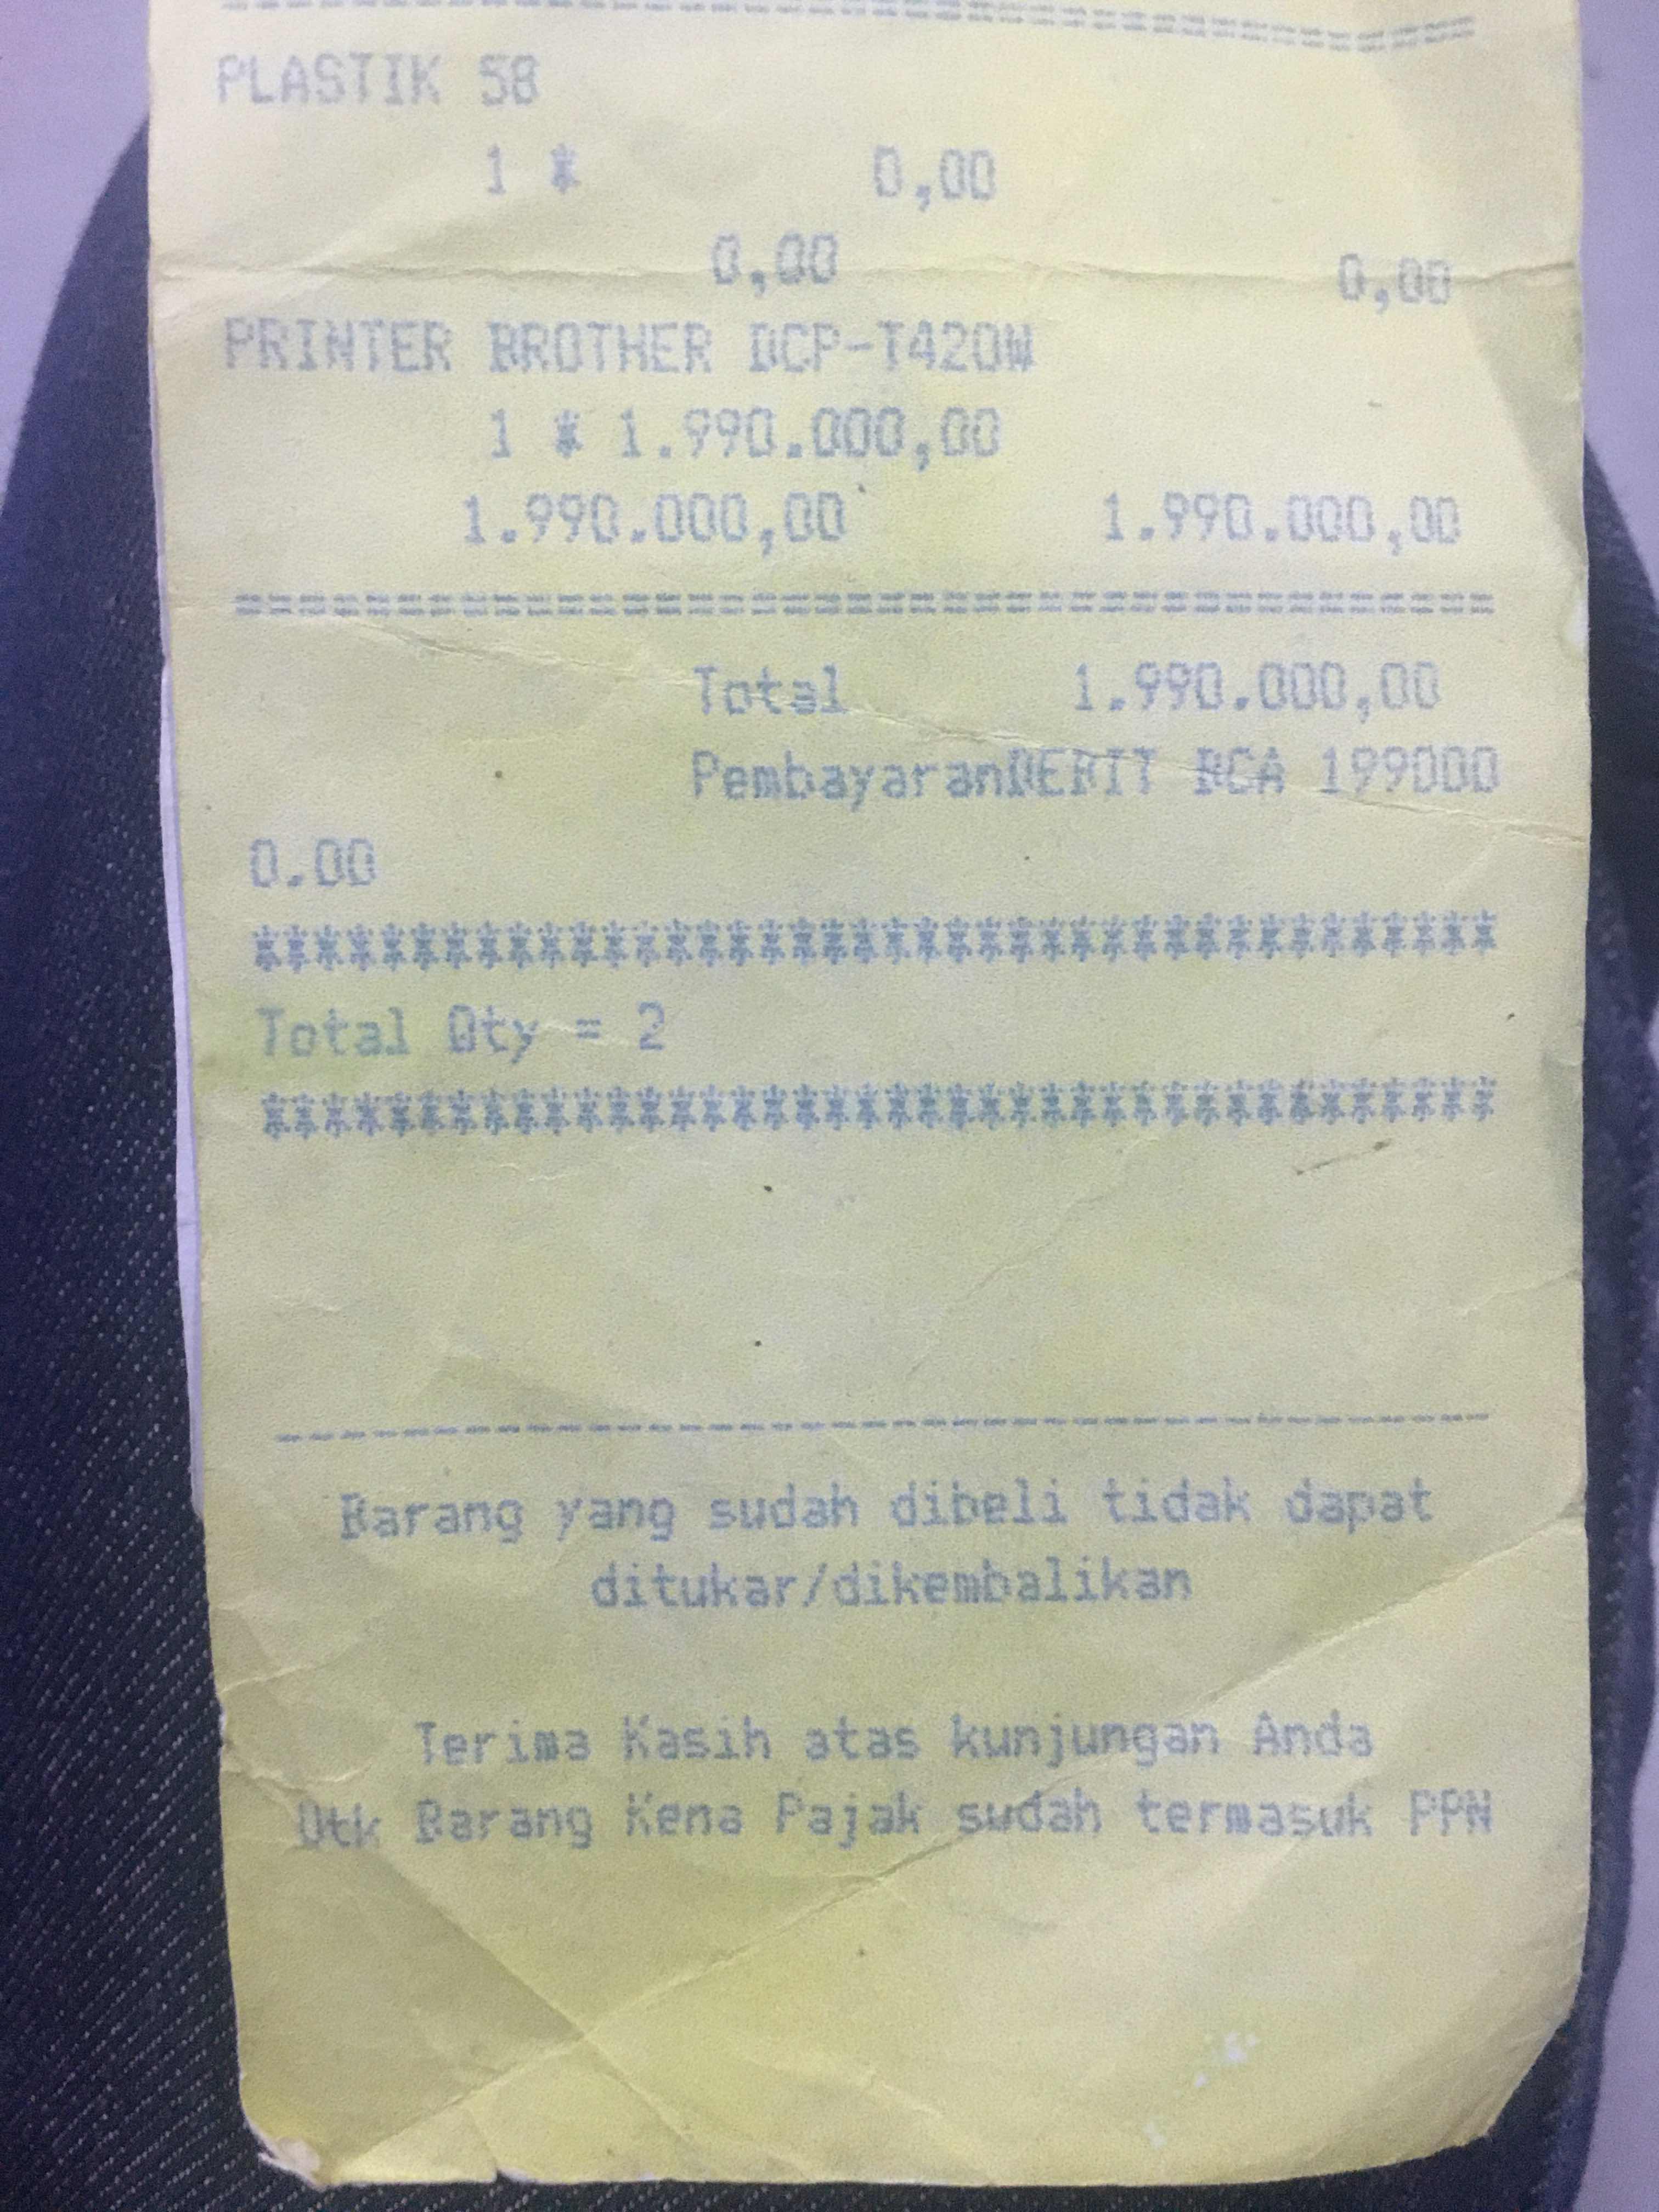 ========================================
PLASTIK 58
1 * 0,00
0,00 0,00
PRINTER BROTHER DCP-T420W
1 * 1.990.000,00
1.990.000,00 1.990.000,00
========================================
Total 1.990.000,00
PembayaranDEBIT BCA 199000
0.00
****************************************
Total Qty = 2
****************************************
----------------------------------------
Barang yang sudah dibeli tidak dapat
ditukar/dikembalikan
Terima Kasih atas kunjungan Anda
Utk Barang Kena Pajak sudah termasuk PPN